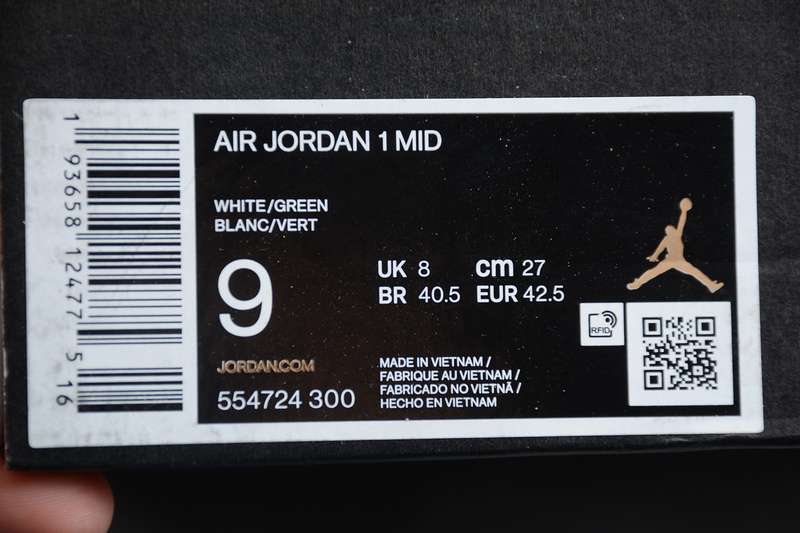 1 93658 12477 5 16
AIR JORDAN 1 MID
WHITE/GREEN
BLANC/VERT
9
UK 8 cm 27
BR 40.5 EUR 42.5
RFID
JORDAN.COM
554724 300
MADE IN VIETNAM /
FABRIQUE AU VIETNAM /
FABRICADO NO VIETNÃ /
HECHO EN VIETNAM